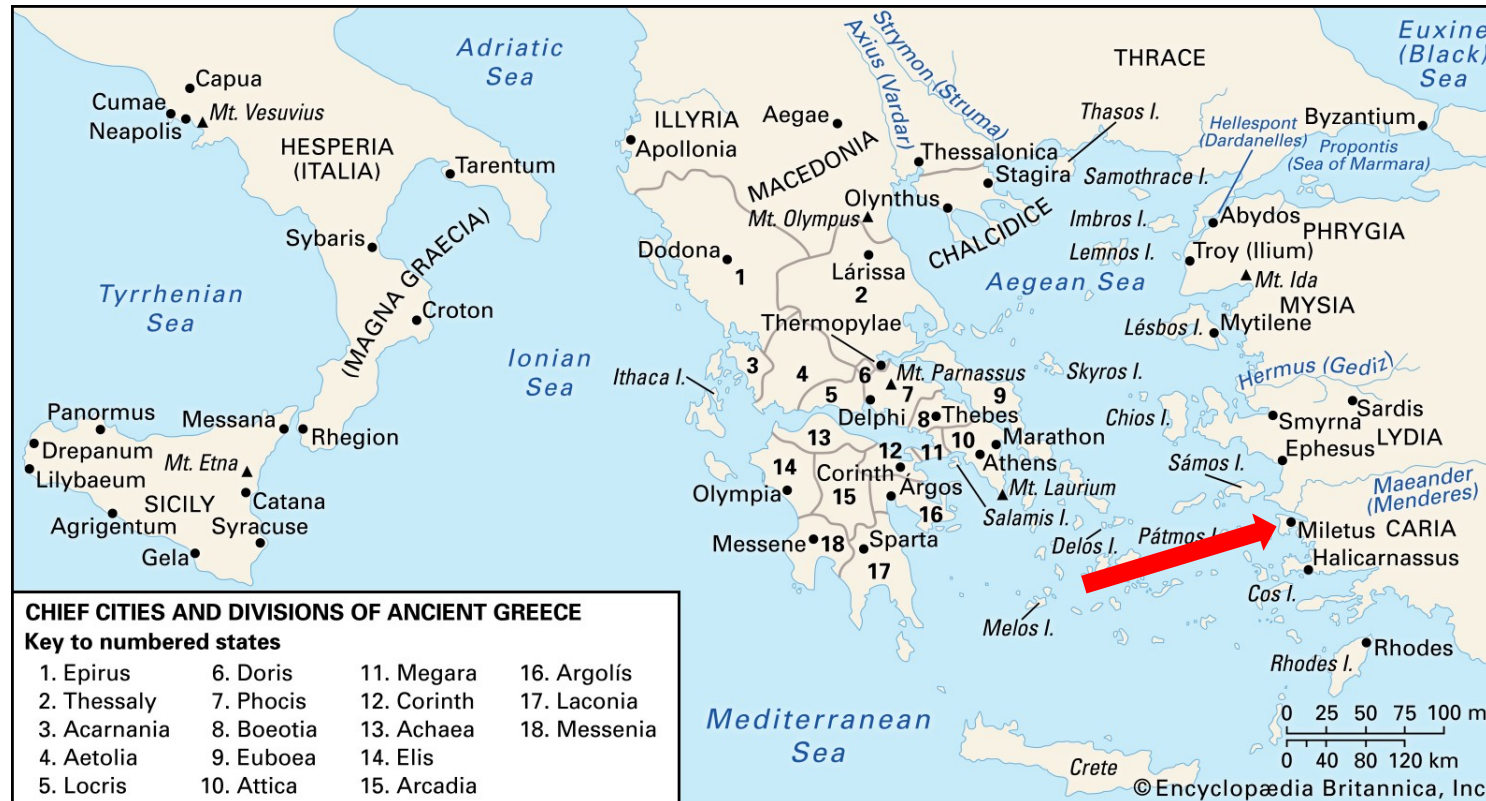 Adriatic
Sea
Strymon (Struma)
Axius (Vardar)
THRACE
Euxine
(Black)
Sea
Capua
Cumae
Mt. Vesuvius
Neapolis
HESPERIA
(ITALIA)
Tarentum
ILLYRIA
Apollonia
Aegae
MACEDONIA
Thasos I.
Hellespont
(Dardanelles)
Byzantium
Propontis
(Sea of Marmara)
Thessalonica
Stagira
Samothrace I.
Olynthus
Mt. Olympus
CHALCIDICE
Imbros I.
Abydos
PHRYGIA
Sybaris
(MAGNA GRAECIA)
Dodona
1
Lárissa
2
Lemnos I.
Troy (Ilium)
Mt. Ida
Aegean Sea
MYSIA
Tyrrhenian
Sea
Croton
Thermopylae
Lésbos I.
Mytilene
Ionian
Sea
Ithaca I.
3
4
5
6
Mt. Parnassus
7
Skyros I.
Hermus (Gediz)
Delphi
8
Thebes
9
Chios I.
Smyrna
Sardis
LYDIA
Panormus
Messana
Rhegion
Drepanum
Mt. Etna
Lilybaeum
SICILY
Catana
Agrigentum
Syracuse
Gela
13
12
11
10
Marathon
Athens
Ephesus
Sámos I.
14
Corinth
Olympia
15
Árgos
Mt. Laurium
Maeander
(Menderes)
16
Salamis I.
Delos I.
Pátmos I.
Miletus
CARIA
Messene
18
Sparta
17
Halicarnassus
Cos I.
Melos I.
Rhodes
Rhodes I.
Mediterranean
Sea
Crete
CHIEF CITIES AND DIVISIONS OF ANCIENT GREECE
Key to numbered states
1. Epirus
2. Thessaly
3. Acarnania
4. Aetolia
5. Locris
6. Doris
7. Phocis
8. Boeotia
9. Euboea
10. Attica
11. Megara
12. Corinth
13. Achaea
14. Elis
15. Arcadia
16. Argolís
17. Laconia
18. Messenia
0 25 50 75 100 m
0 40 80 120 km
©Encyclopædia Britannica, Inc